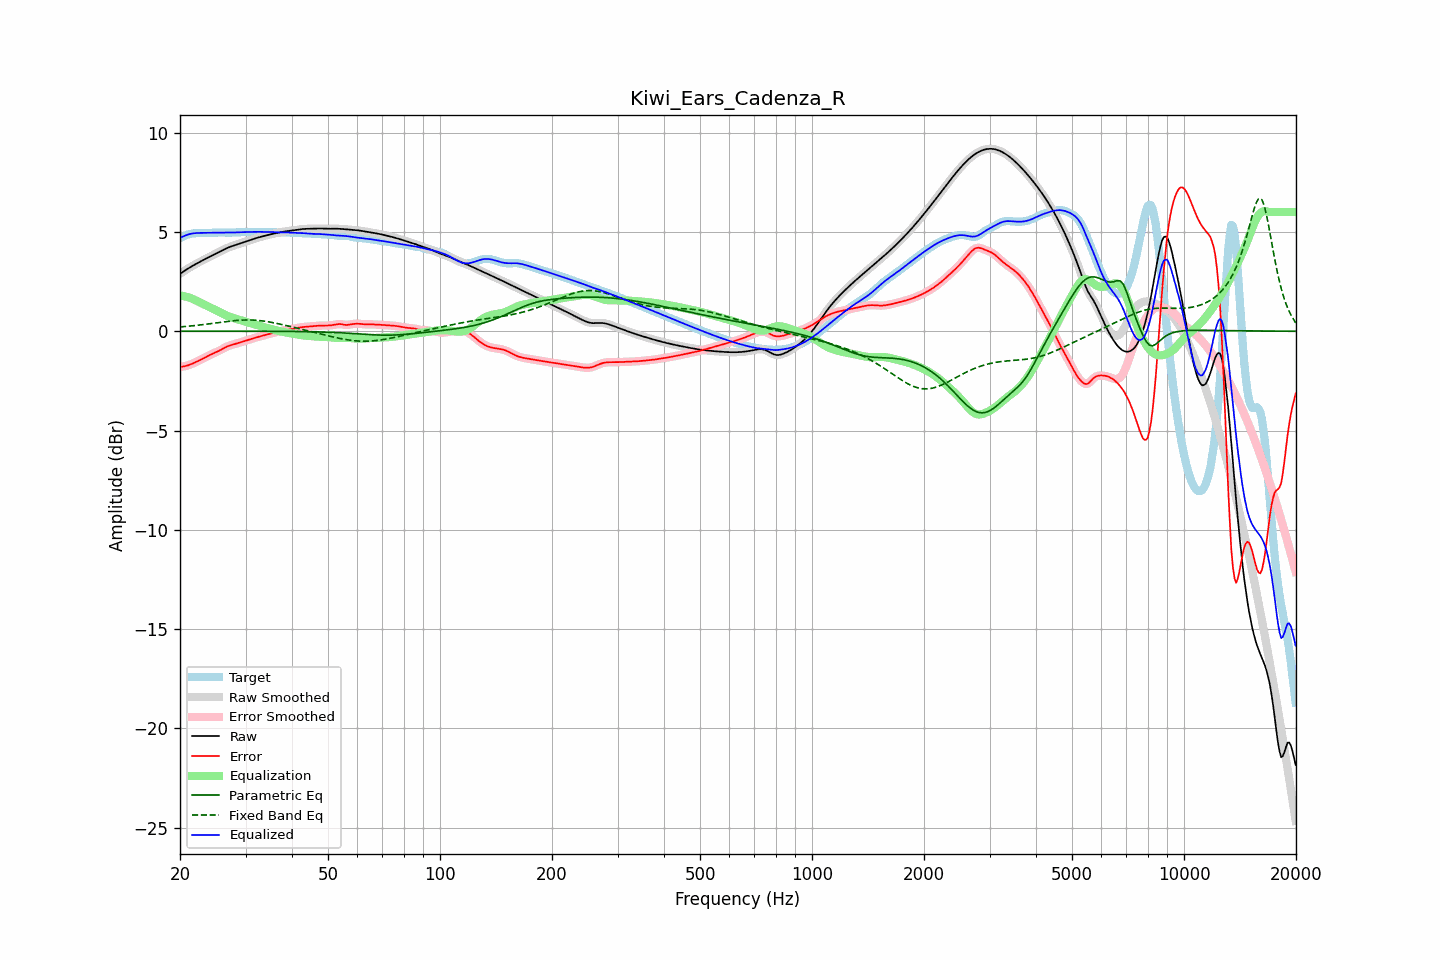 Kiwi_Ears_Cadenza_R
10
5
0
−5
−10
−15
−20
−25
Amplitude (dBr)
Target
Raw Smoothed
Error Smoothed
Raw
Error
Equalization
Parametric Eq
Fixed Band Eq
Equalized
20
50
100
200
500
1000
2000
5000
10000
20000
Frequency (Hz)